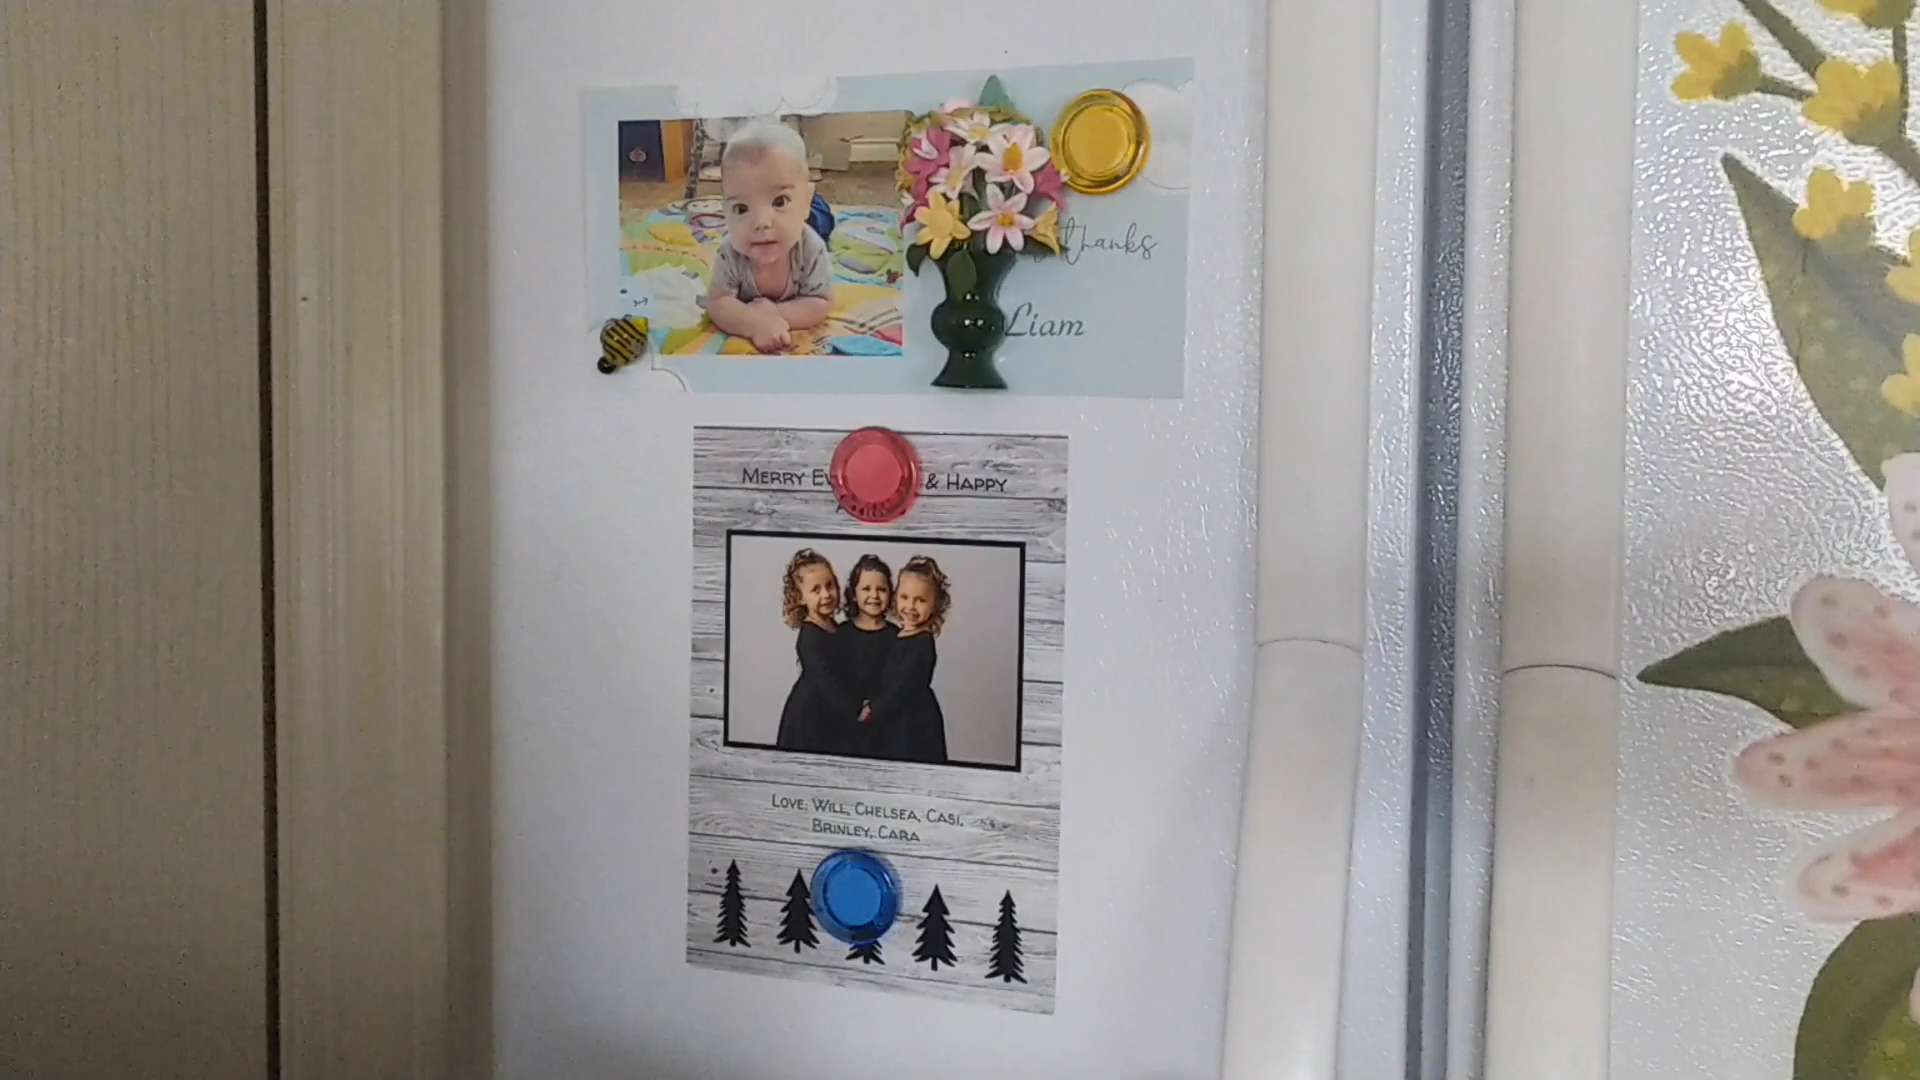 thanks
Liam
MERRY & HAPPY
LOVE, WILL, CHELSEA, CASI,
BRINLEY, CARA